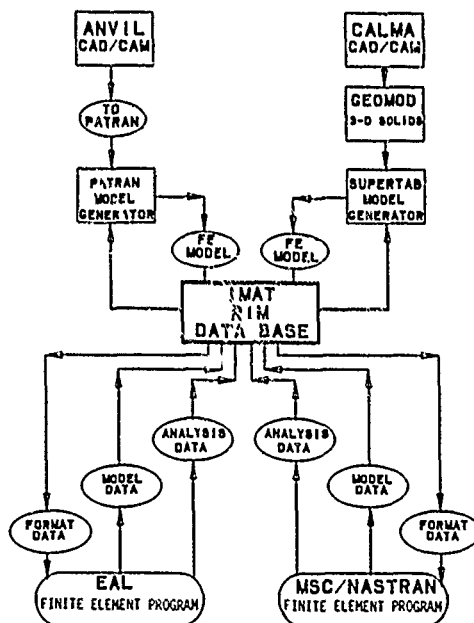 ANVIL
CAD/CAM
CALMA
CAD/CAM
TO
PATRAN
GEOMOD
3-D SOLIDS
PATRAN
MODEL
GENERATOR
SUPERTAB
MODEL
GENERATOR
FE
MODEL
FE
MODEL
IMAT
RIM
DATA BASE
ANALYSIS
DATA
ANALYSIS
DATA
MODEL
DATA
MODEL
DATA
FORMAT
DATA
FORMAT
DATA
EAL
FINITE ELEMENT PROGRAM
MSC/NASTRAN
FINITE ELEMENT PROGRAM